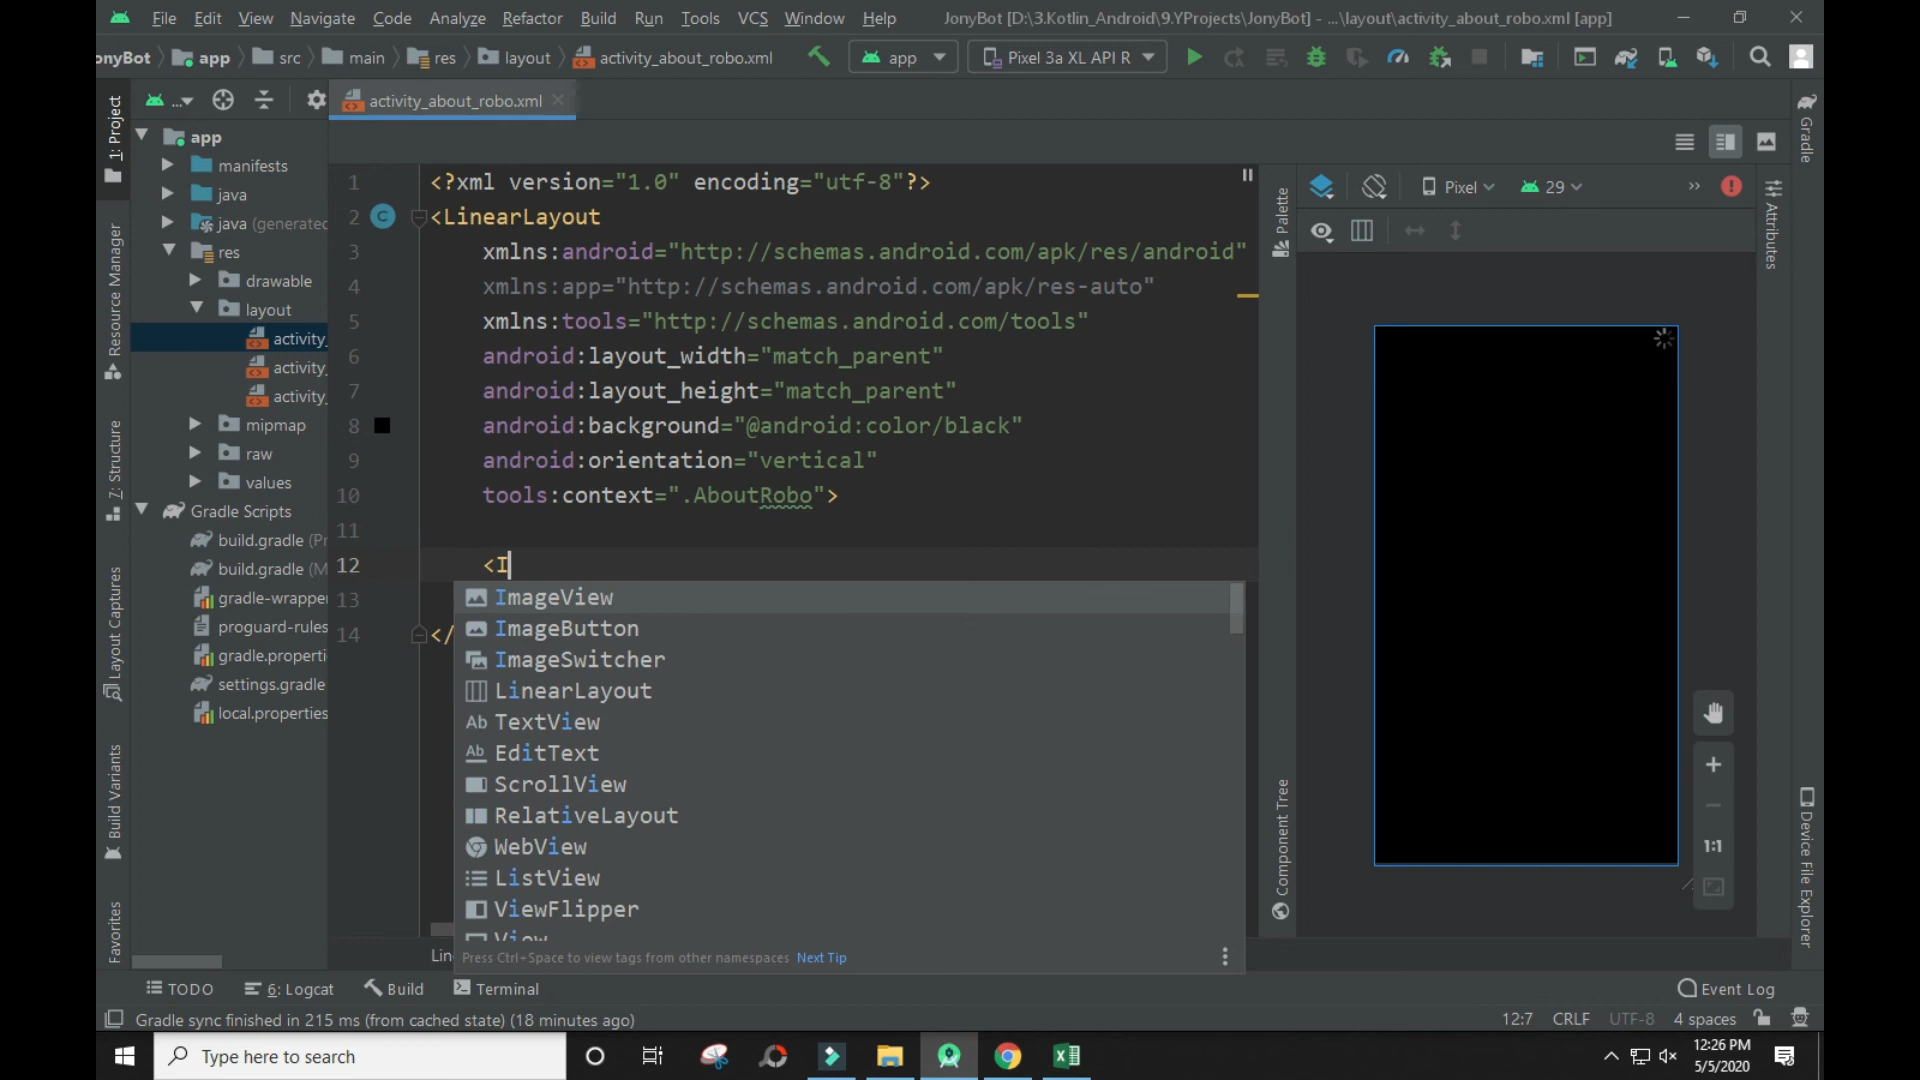 File Edit View Navigate Code Analyze Refactor Build Run Tools VCS Window Help JonyBot [D:\3.Kotlin_Android\9.YProjects\JonyBot] - ...\layout\activity_about_robo.xml [app]
onyBot app src main res layout activity_about_robo.xml app Pixel 3a XL API R
... activity_about_robo.xml
1: Project
Resource Manager
7: Structure
Layout Captures
Build Variants
Favorites
app
manifests
java
java (generated
res
drawable
layout
activity_
activity_
activity_
mipmap
raw
values
Gradle Scripts
build.gradle (Pr
build.gradle (M
gradle-wrapper
proguard-rules
gradle.properti
settings.gradle
local.properties
1 <?xml version="1.0" encoding="utf-8"?>
2 <LinearLayout
3 xmlns:android="http://schemas.android.com/apk/res/android"
4 xmlns:app="http://schemas.android.com/apk/res-auto"
5 xmlns:tools="http://schemas.android.com/tools"
6 android:layout_width="match_parent"
7 android:layout_height="match_parent"
8 android:background="@android:color/black"
9 android:orientation="vertical"
10 tools:context=".AboutRobo">
11
12 <I
13
14 </
ImageView
ImageButton
ImageSwitcher
LinearLayout
Ab TextView
Ab EditText
ScrollView
RelativeLayout
WebView
ListView
ViewFlipper
View
Press Ctrl+Space to view tags from other namespaces Next Tip
Lin
Palette
Component Tree
Pixel 29
1:1
Attributes
Gradle
Device File Explorer
TODO 6: Logcat Build Terminal Event Log
Gradle sync finished in 215 ms (from cached state) (18 minutes ago) 12:7 CRLF UTF-8 4 spaces
Type here to search
12:26 PM
5/5/2020